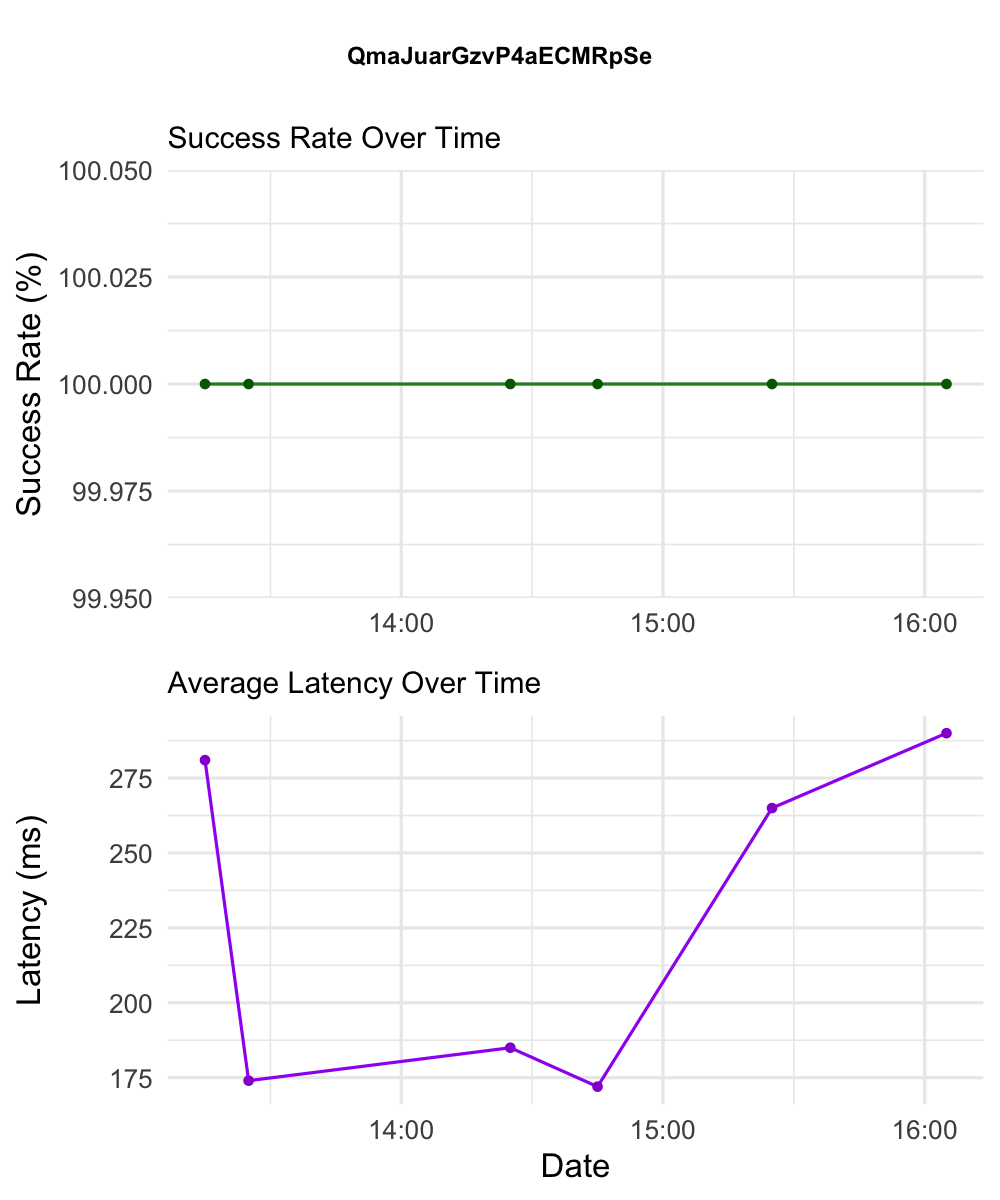 QmaJuarGzvP4aECMRpSe
Success Rate Over Time
Success Rate (%)
100.050
100.025
100.000
99.975
99.950
14:00 15:00 16:00
Average Latency Over Time
Latency (ms)
275
250
225
200
175
14:00 15:00 16:00
Date